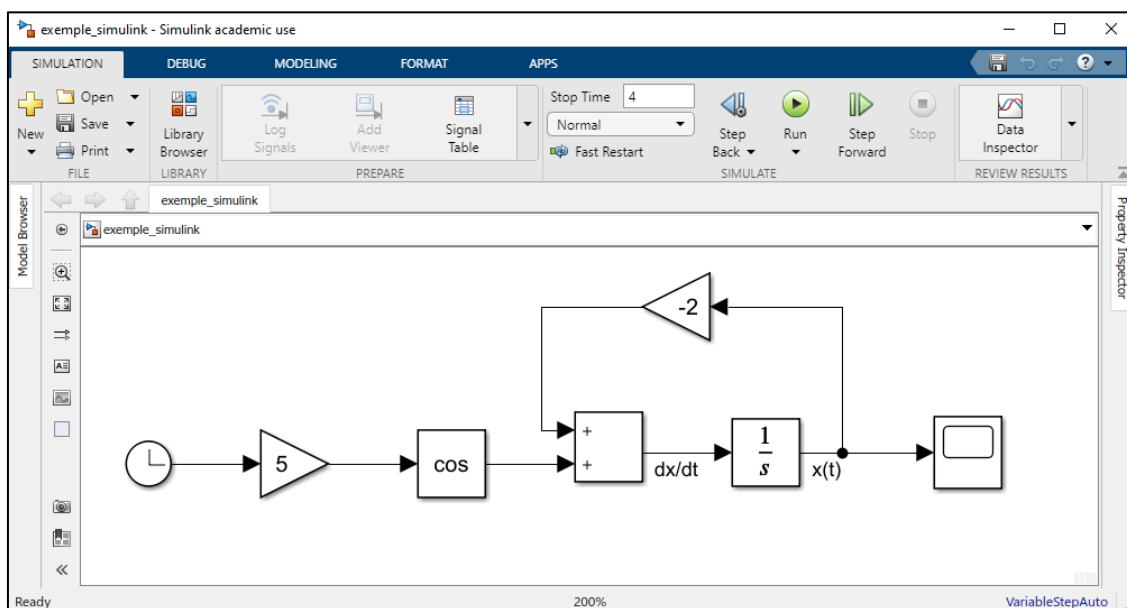 exemple_simulink - Simulink academic use
SIMULATION DEBUG MODELING FORMAT APPS
New
Open
Save
Print
FILE
Library
Browser
LIBRARY
Log
Signals
Add
Viewer
Signal
Table
PREPARE
Stop Time 4
Normal
Fast Restart
Step
Back
Run
Step
Forward
Stop
SIMULATE
Data
Inspector
REVIEW RESULTS
Model Browser
exemple_simulink
exemple_simulink
Property Inspector
-2
5
cos
+
+
dx/dt
1
s
x(t)
Ready 200% VariableStepAuto